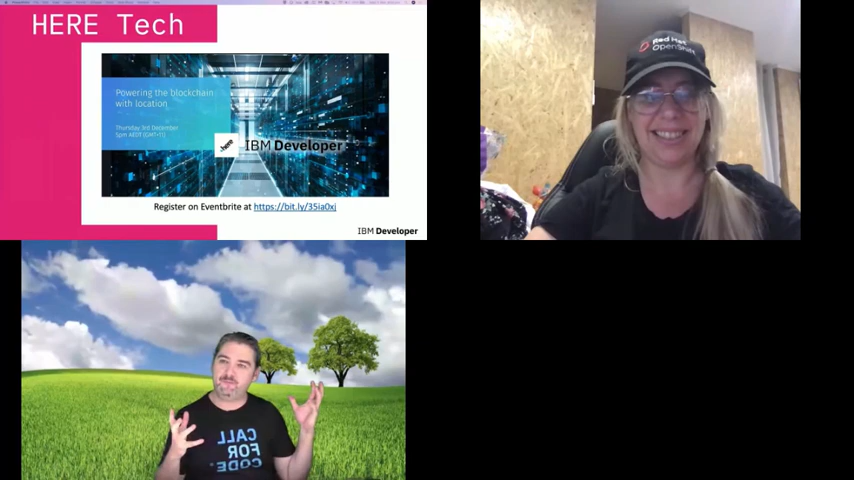 HERE Tech
Powering the blockchain
with location
Thursday 3rd December
5pm AEDT (GMT+11)
here
IBM Developer
Register on Eventbrite at https://bit.ly/35ia0xj
IBM Developer
Red Hat
OpenShift
CALL
FOR
CODE